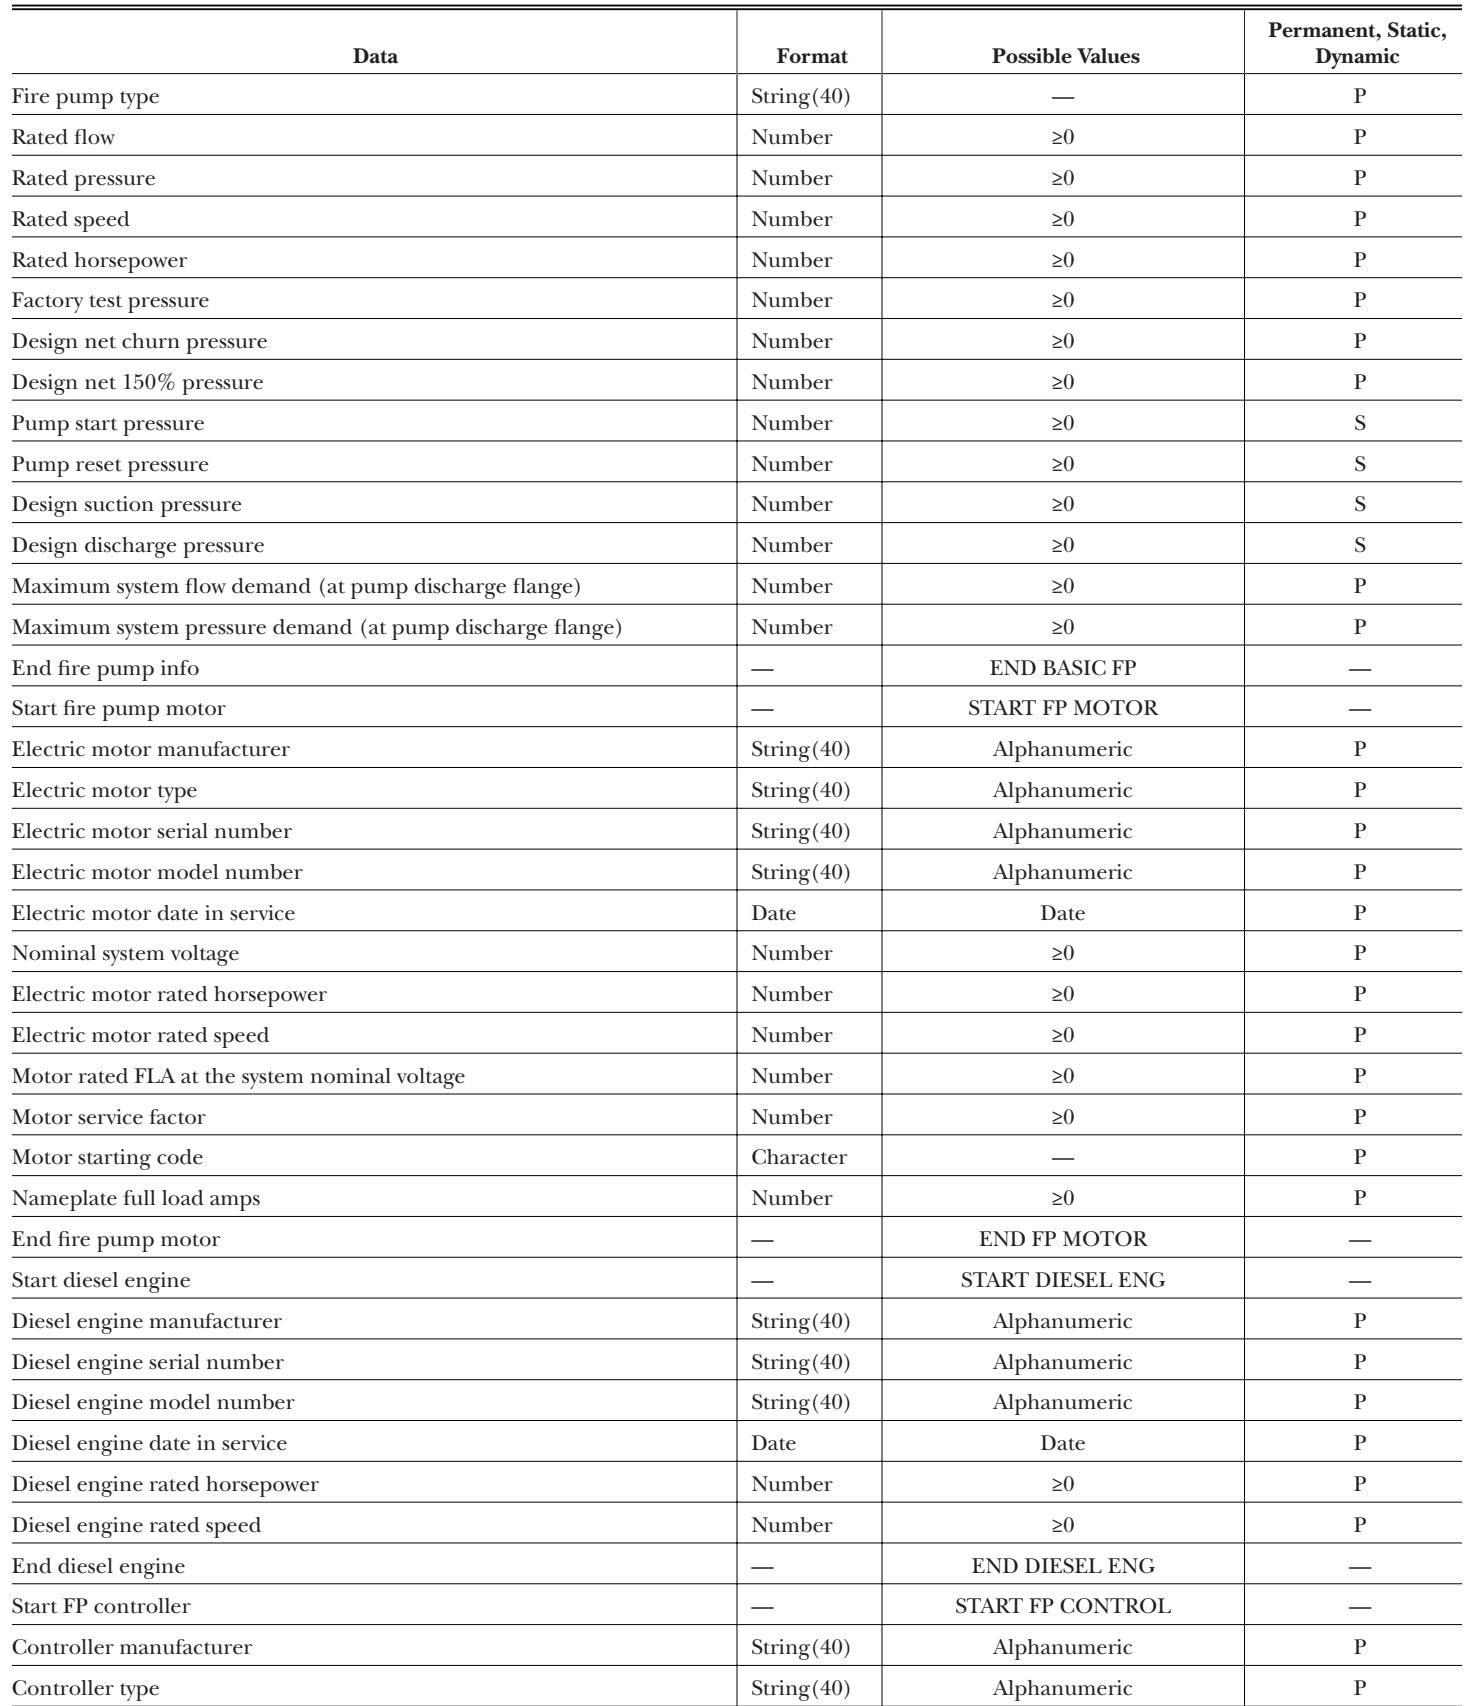 Data Format Possible Values Permanent, Static, Dynamic
Fire pump type String(40) — P
Rated flow Number ≥0 P
Rated pressure Number ≥0 P
Rated speed Number ≥0 P
Rated horsepower Number ≥0 P
Factory test pressure Number ≥0 P
Design net churn pressure Number ≥0 P
Design net 150% pressure Number ≥0 P
Pump start pressure Number ≥0 S
Pump reset pressure Number ≥0 S
Design suction pressure Number ≥0 S
Design discharge pressure Number ≥0 S
Maximum system flow demand (at pump discharge flange) Number ≥0 P
Maximum system pressure demand (at pump discharge flange) Number ≥0 P
End fire pump info — END BASIC FP —
Start fire pump motor — START FP MOTOR —
Electric motor manufacturer String(40) Alphanumeric P
Electric motor type String(40) Alphanumeric P
Electric motor serial number String(40) Alphanumeric P
Electric motor model number String(40) Alphanumeric P
Electric motor date in service Date Date P
Nominal system voltage Number ≥0 P
Electric motor rated horsepower Number ≥0 P
Electric motor rated speed Number ≥0 P
Motor rated FLA at the system nominal voltage Number ≥0 P
Motor service factor Number ≥0 P
Motor starting code Character — P
Nameplate full load amps Number ≥0 P
End fire pump motor — END FP MOTOR —
Start diesel engine — START DIESEL ENG —
Diesel engine manufacturer String(40) Alphanumeric P
Diesel engine serial number String(40) Alphanumeric P
Diesel engine model number String(40) Alphanumeric P
Diesel engine date in service Date Date P
Diesel engine rated horsepower Number ≥0 P
Diesel engine rated speed Number ≥0 P
End diesel engine — END DIESEL ENG —
Start FP controller — START FP CONTROL —
Controller manufacturer String(40) Alphanumeric P
Controller type String(40) Alphanumeric P